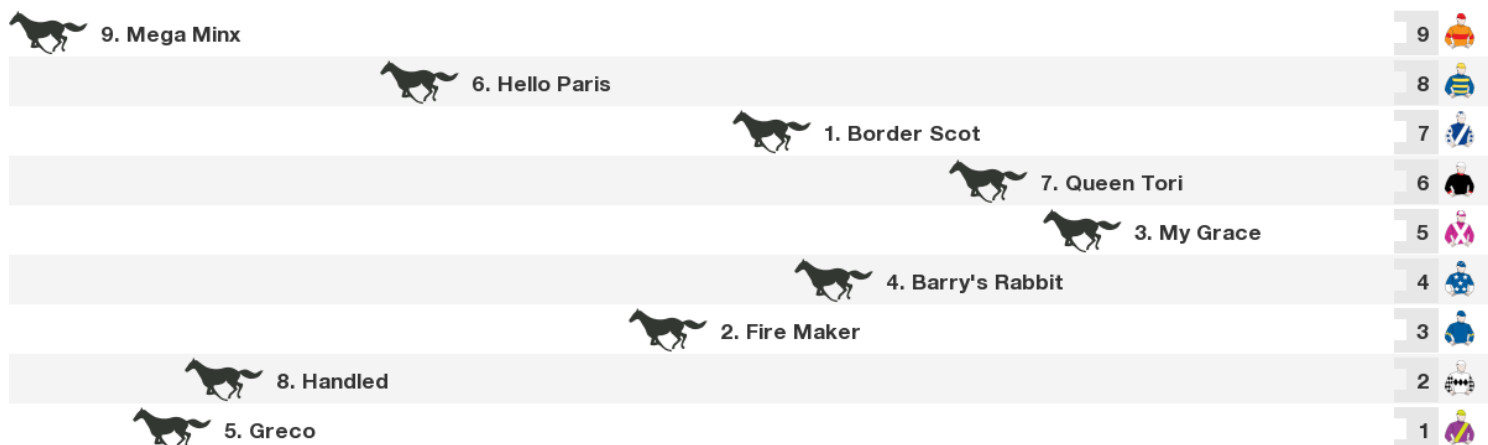 9. Mega Minx 9
6. Hello Paris 8
1. Border Scot 7
7. Queen Tori 6
3. My Grace 5
4. Barry's Rabbit 4
2. Fire Maker 3
8. Handled 2
5. Greco 1